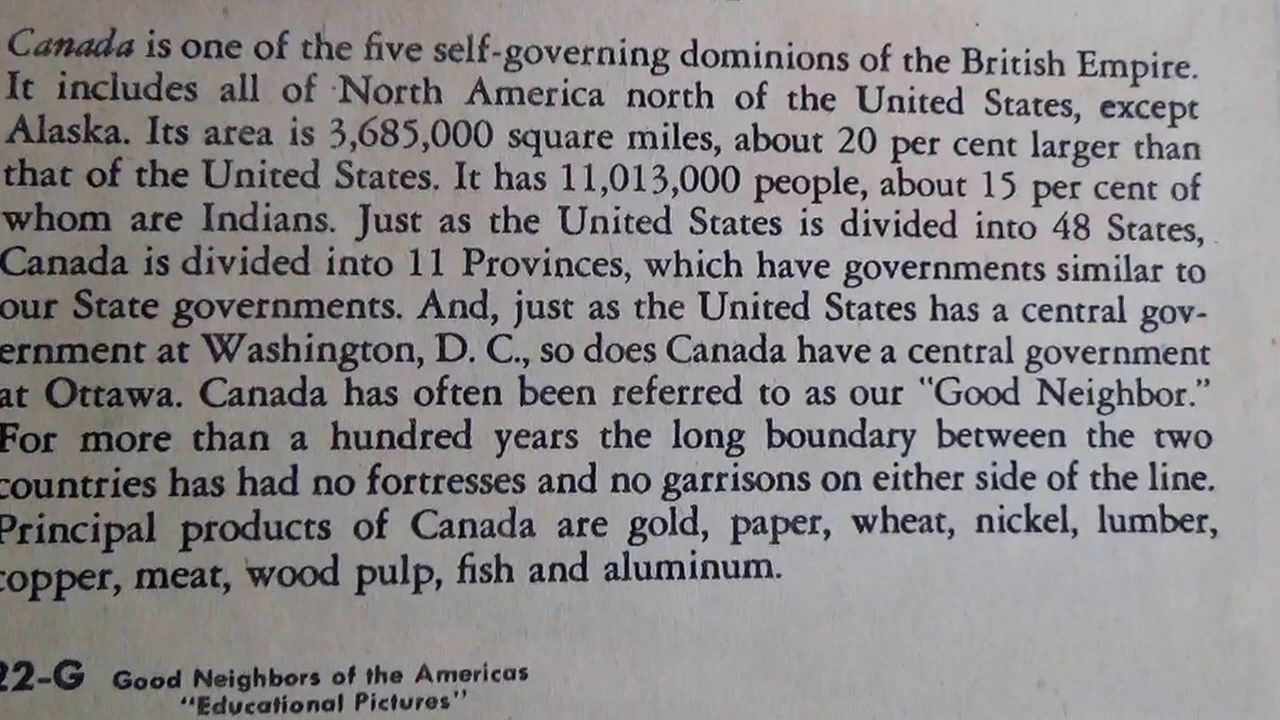 Canada is one of the five self-governing dominions of the British Empire.
It includes all of North America north of the United States, except
Alaska. Its area is 3,685,000 square miles, about 20 per cent larger than
that of the United States. It has 11,013,000 people, about 15 per cent of
whom are Indians. Just as the United States is divided into 48 States,
Canada is divided into 11 Provinces, which have governments similar to
our State governments. And, just as the United States has a central gov-
ernment at Washington, D. C., so does Canada have a central government
at Ottawa. Canada has often been referred to as our "Good Neighbor."
For more than a hundred years the long boundary between the two
countries has had no fortresses and no garrisons on either side of the line.
Principal products of Canada are gold, paper, wheat, nickel, lumber,
copper, meat, wood pulp, fish and aluminum.
22-G Good Neighbors of the Americas
"Educational Pictures"